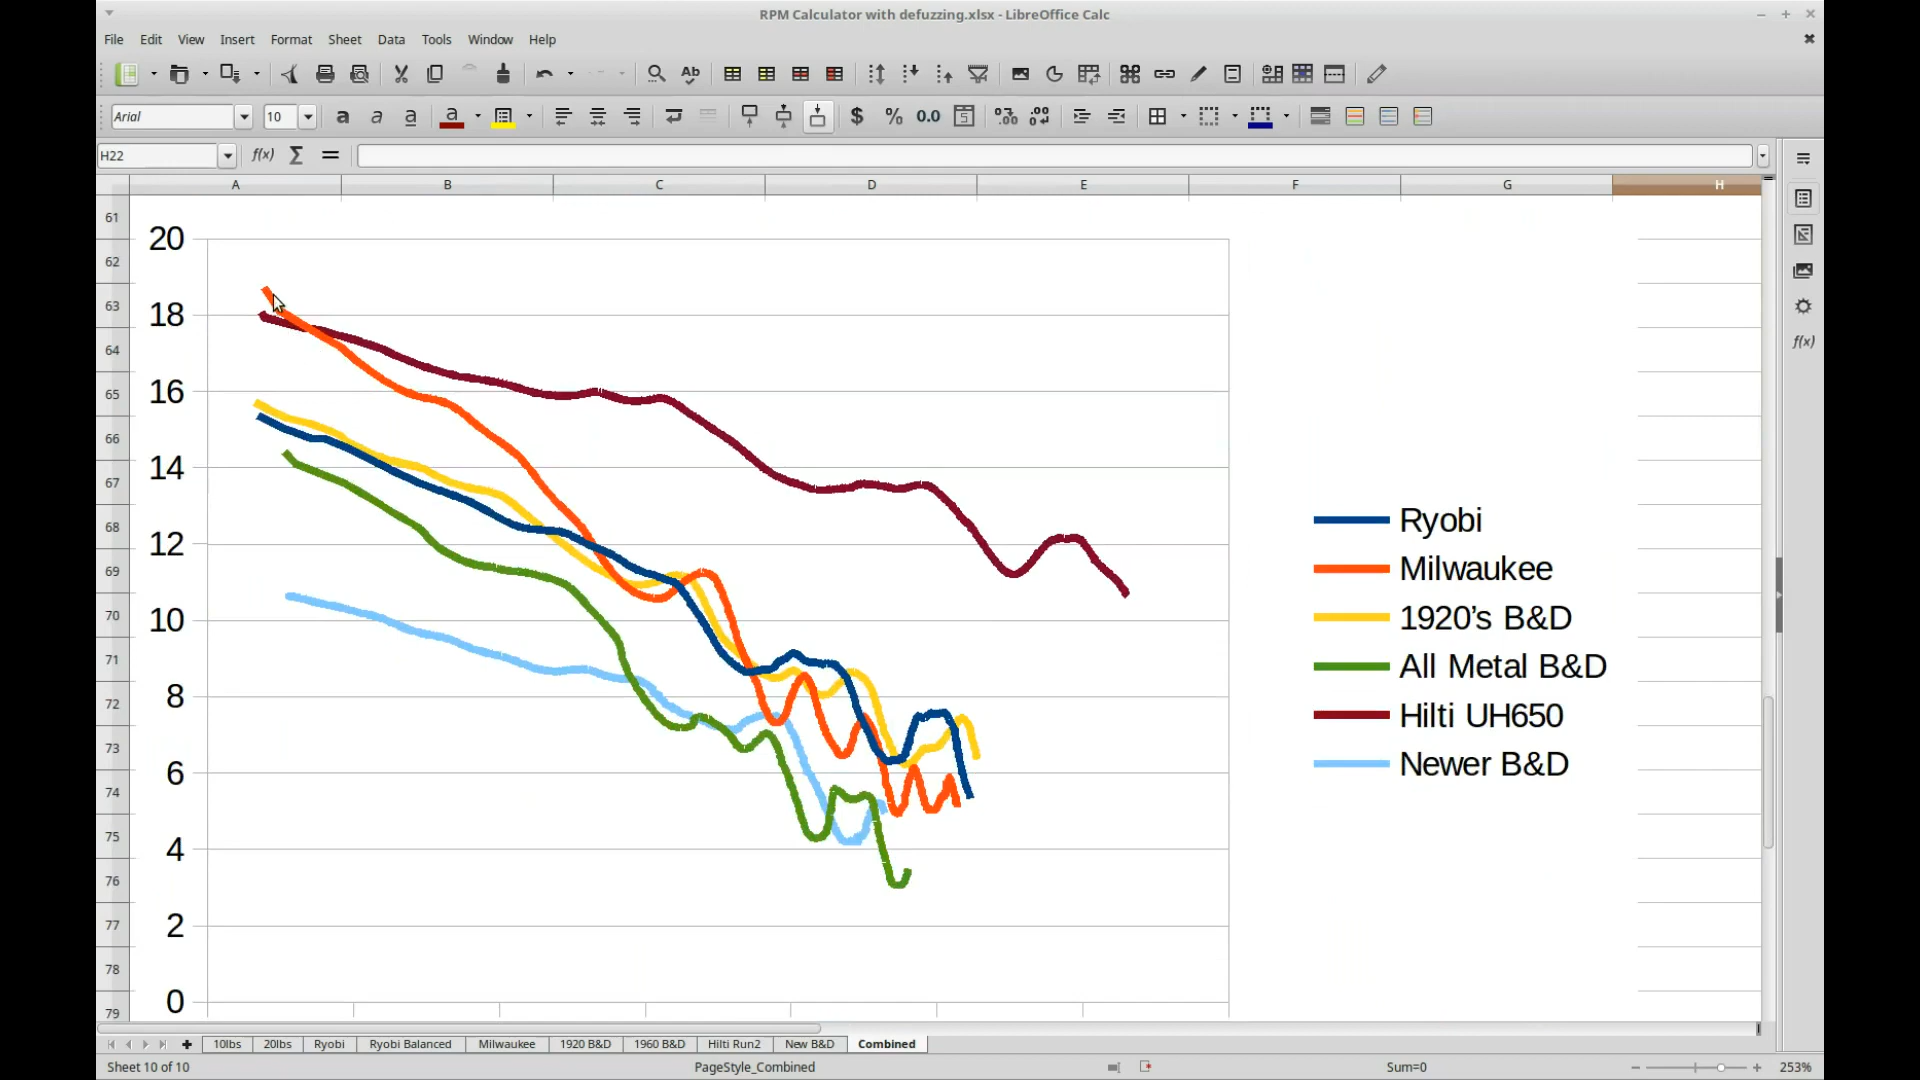 RPM Calculator with defuzzing.xlsx - LibreOffice Calc
File Edit View Insert Format Sheet Data Tools Window Help
Arial 10 a a a a $ % 0.0
H22 f(x) Σ =
A B C D E F G H
61
62
63
64
65
66
67
68
69
70
71
72
73
74
75
76
77
78
79
20
18
16
14
12
10
8
6
4
2
0
Ryobi
Milwaukee
1920's B&D
All Metal B&D
Hilti UH650
Newer B&D
f(x)
10lbs 20lbs Ryobi Ryobi Balanced Milwaukee 1920 B&D 1960 B&D Hilti Run2 New B&D Combined
Sheet 10 of 10 PageStyle_Combined Sum=0 253%